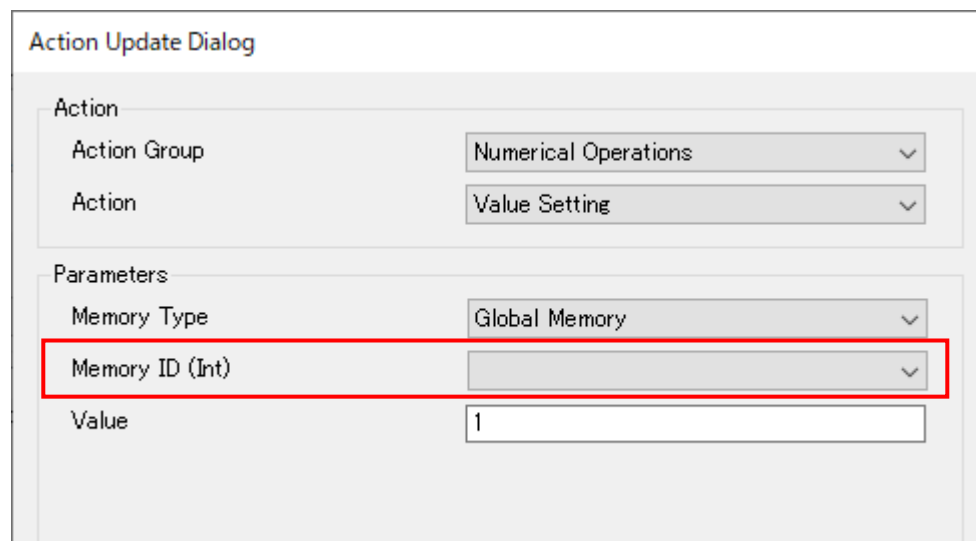 Action Update Dialog
Action
Action Group Numerical Operations
Action Value Setting
Parameters
Memory Type Global Memory
Memory ID (Int)
Value 1